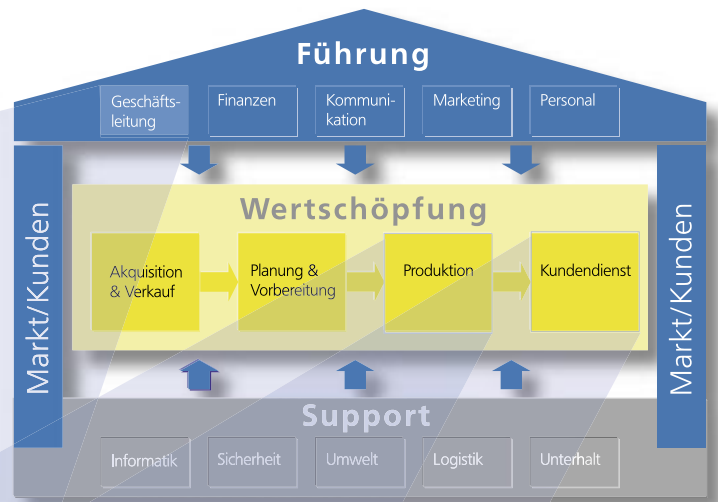 Führung
Geschäfts-
leitung
Finanzen
Kommuni-
kation
Marketing
Personal
Markt/Kunden
Wertschöpfung
Akquisition
& Verkauf
Planung &
Vorbereitung
Produktion
Kundendienst
Markt/Kunden
Support
Informatik
Sicherheit
Umwelt
Logistik
Unterhalt